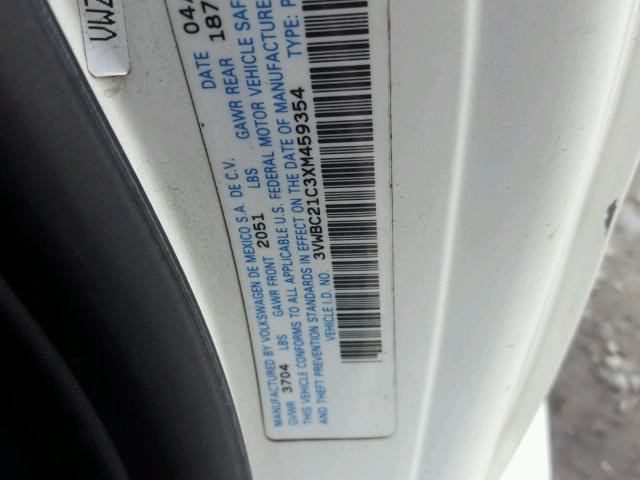 VWZ
MANUFACTURED BY VOLKSWAGEN DE MEXICO S.A. DE C.V. DATE 04
GVWR 3704 LBS GAWR FRONT 2051 LBS GAWR REAR 187
THIS VEHICLE CONFORMS TO ALL APPLICABLE U.S. FEDERAL MOTOR VEHICLE SAF
AND THEFT PREVENTION STANDARDS IN EFFECT ON THE DATE OF MANUFACTURE
VEHICLE I.D. NO. 3VWBC21C3XM459354 TYPE: P